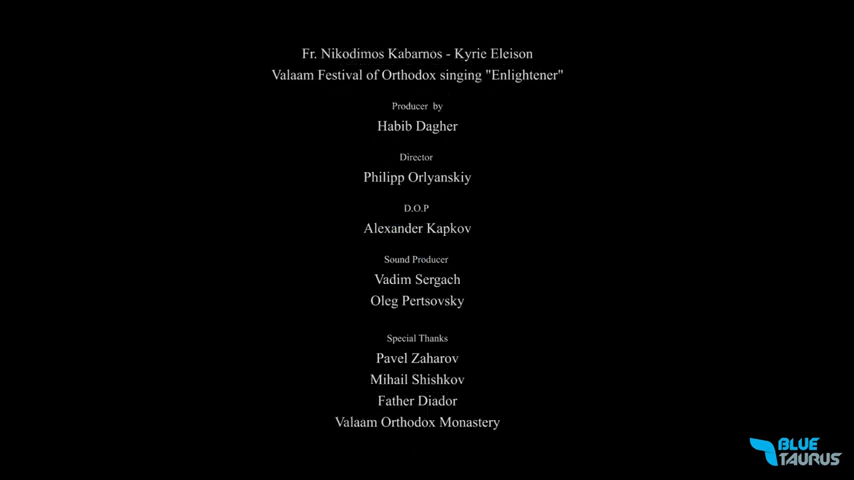 Fr. Nikodimos Kabarnos - Kyrie Eleison
Valaam Festival of Orthodox singing "Enlightener"
Producer by
Habib Dagher
Director
Philipp Orlyanskiy
D.O.P
Alexander Kapkov
Sound Producer
Vadim Sergach
Oleg Pertsovsky
Special Thanks
Pavel Zaharov
Mihail Shishkov
Father Diador
Valaam Orthodox Monastery
BLUE
TAURUS